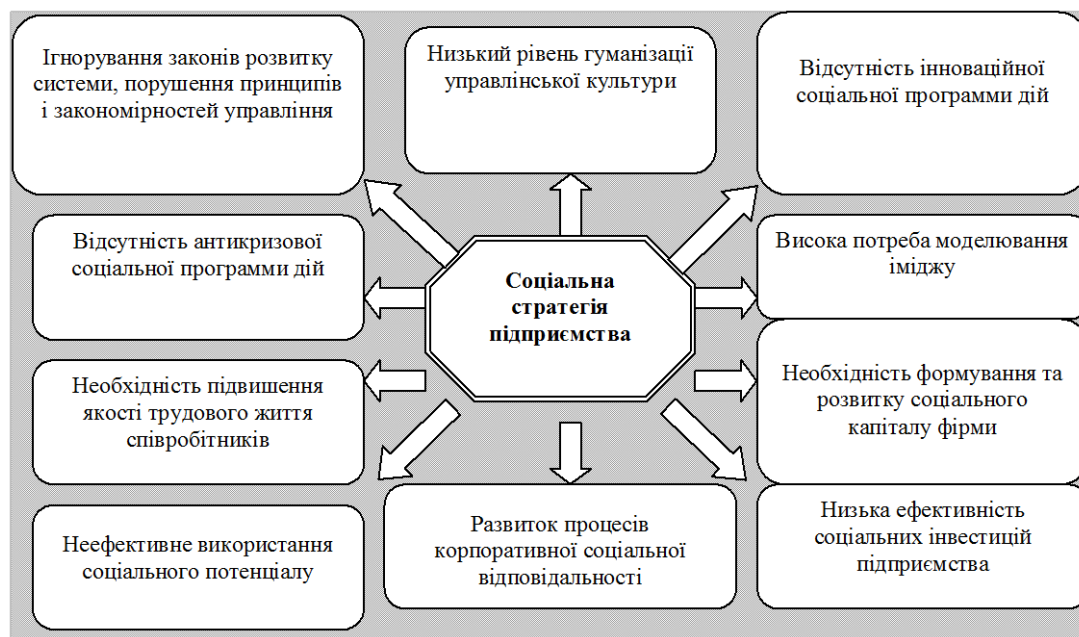 Ігнорування законів розвитку
системи, порушення принципів
і закономірностей управління
Низький рівень гуманізації
управлінської культури
Відсутність інноваційної
соціальної программи дій
Відсутність антикризової
соціальної программи дій
Соціальна
стратегія
підприємства
Висока потреба моделювання
іміджу
Необхідність підвишення
якості трудового життя
співробітників
Необхідність формування та
розвитку соціального
капіталу фірми
Неефективне використання
соціального потенціалу
Развиток процесів
корпоративної соціальної
відповідальності
Низька ефективність
соціальних інвестицій
підприємства